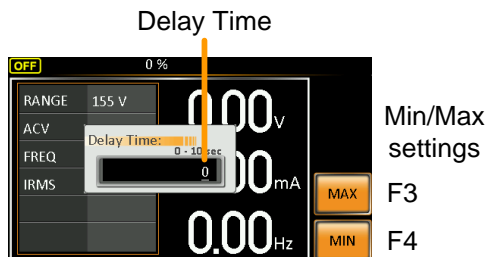 Delay Time
OFF 0 %
RANGE 155 V
0.00 V
ACV
Delay Time:
0 - 10 sec
FREQ
0
IRMS
00 mA
0.00 Hz
Min/Max
settings
MAX F3
MIN F4